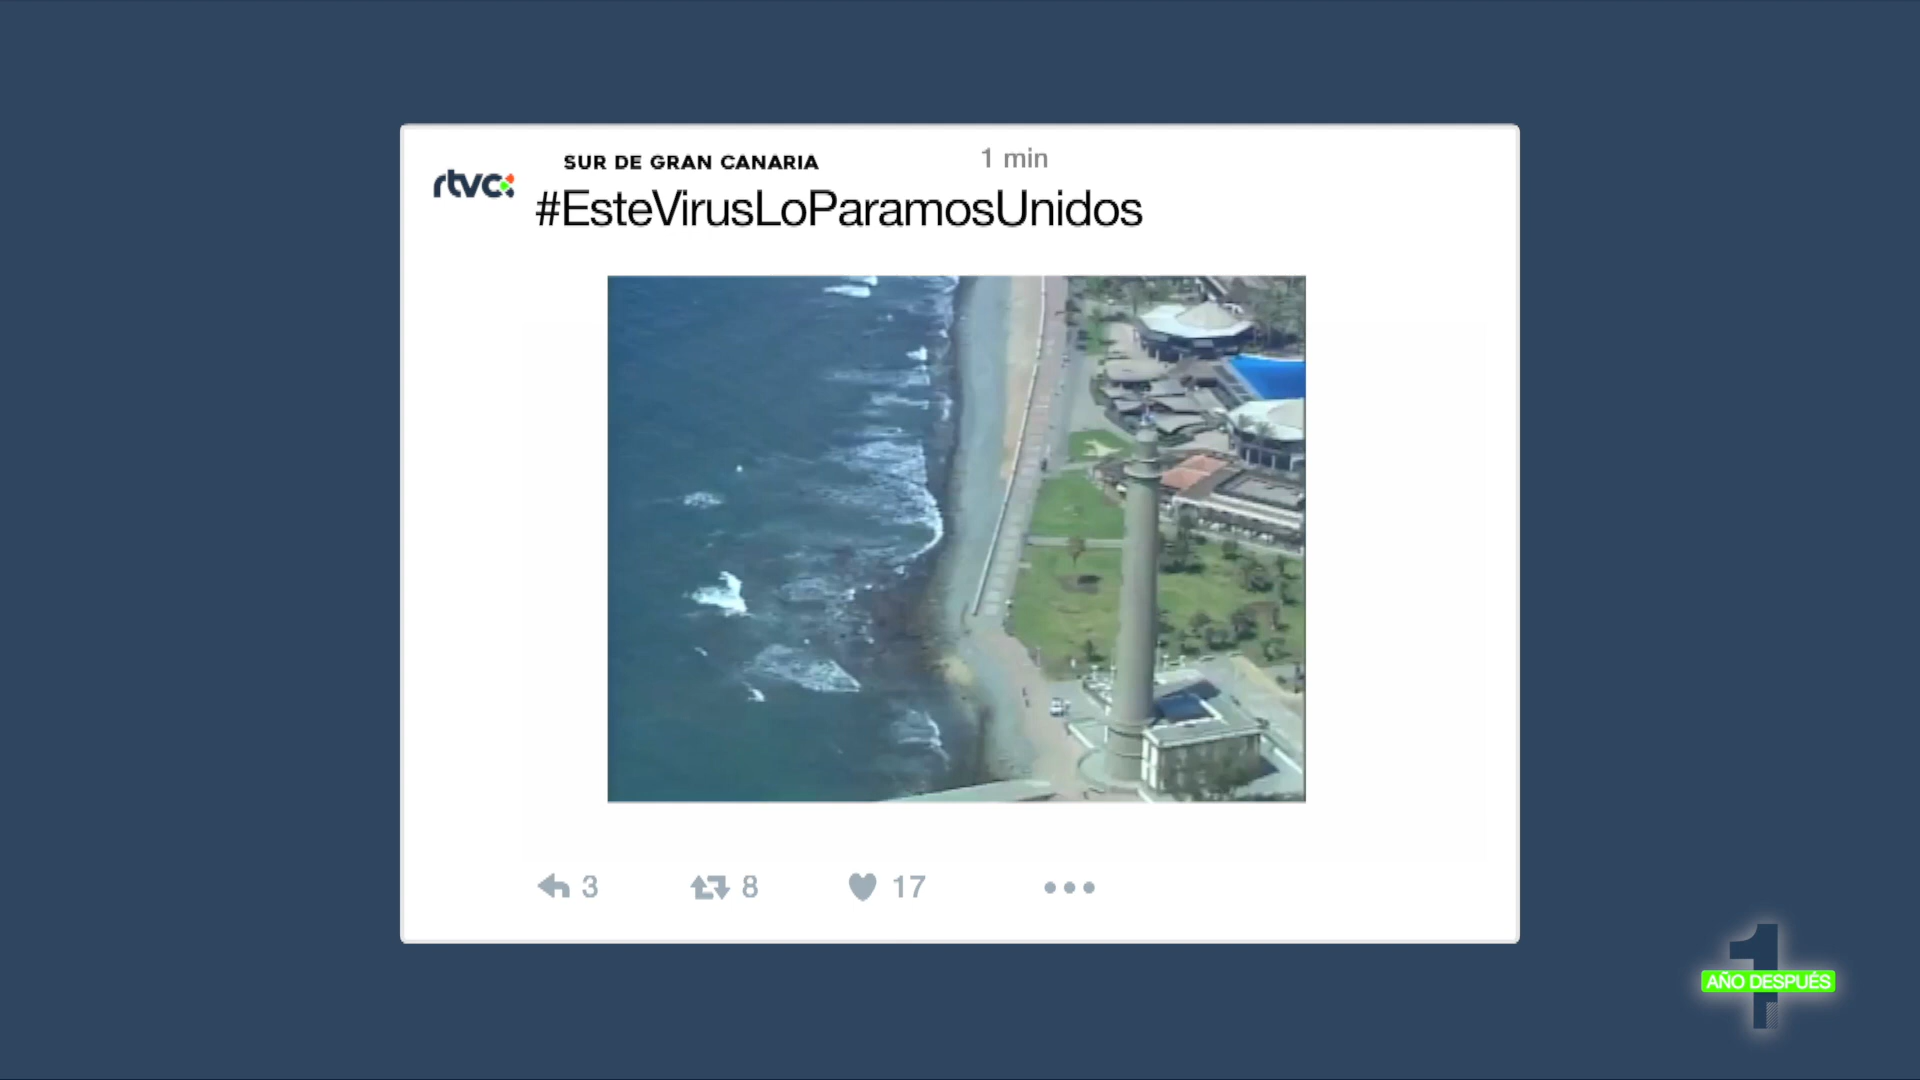 SUR DE GRAN CANARIA
1 min
rtvc
#EsteVirusLoParamosUnidos
3
8
17
1
AÑO DESPUÉS